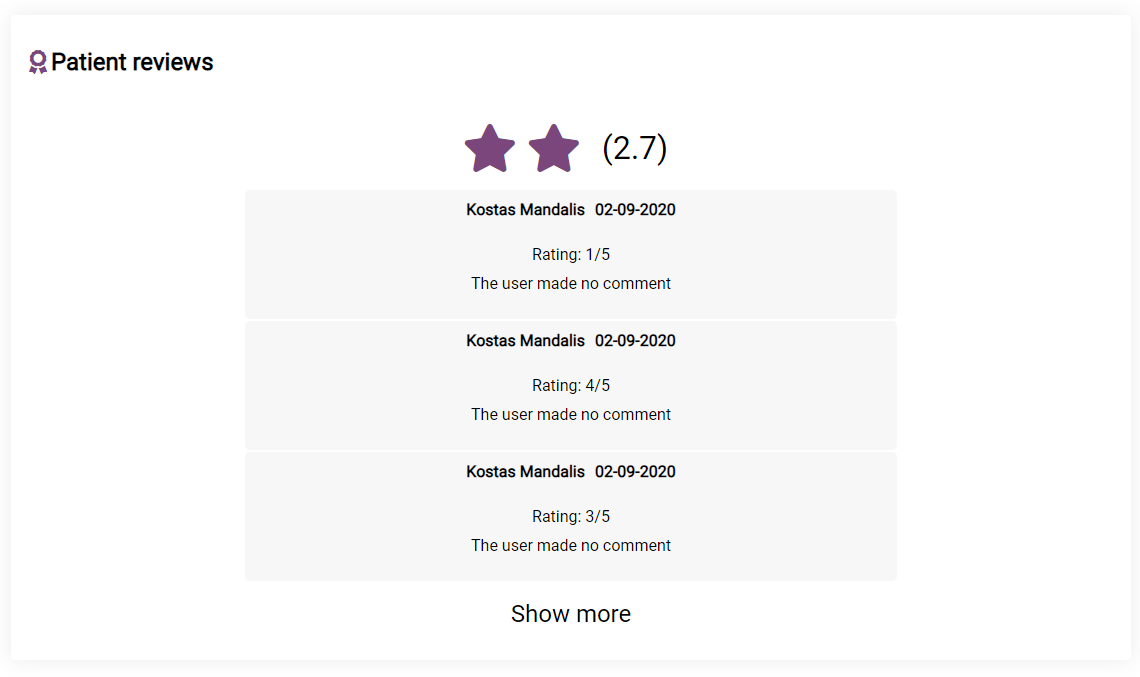 Patient reviews
(2.7)
Kostas Mandalis 02-09-2020
Rating: 1/5
The user made no comment
Kostas Mandalis 02-09-2020
Rating: 4/5
The user made no comment
Kostas Mandalis 02-09-2020
Rating: 3/5
The user made no comment
Show more